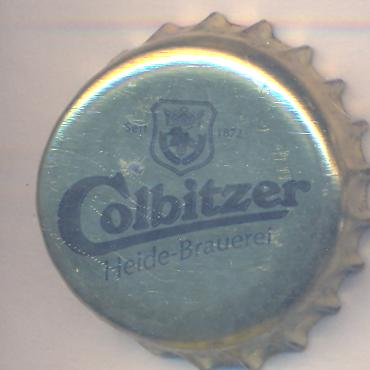 Seit 1872
Colbitzer
Heide-Brauerei